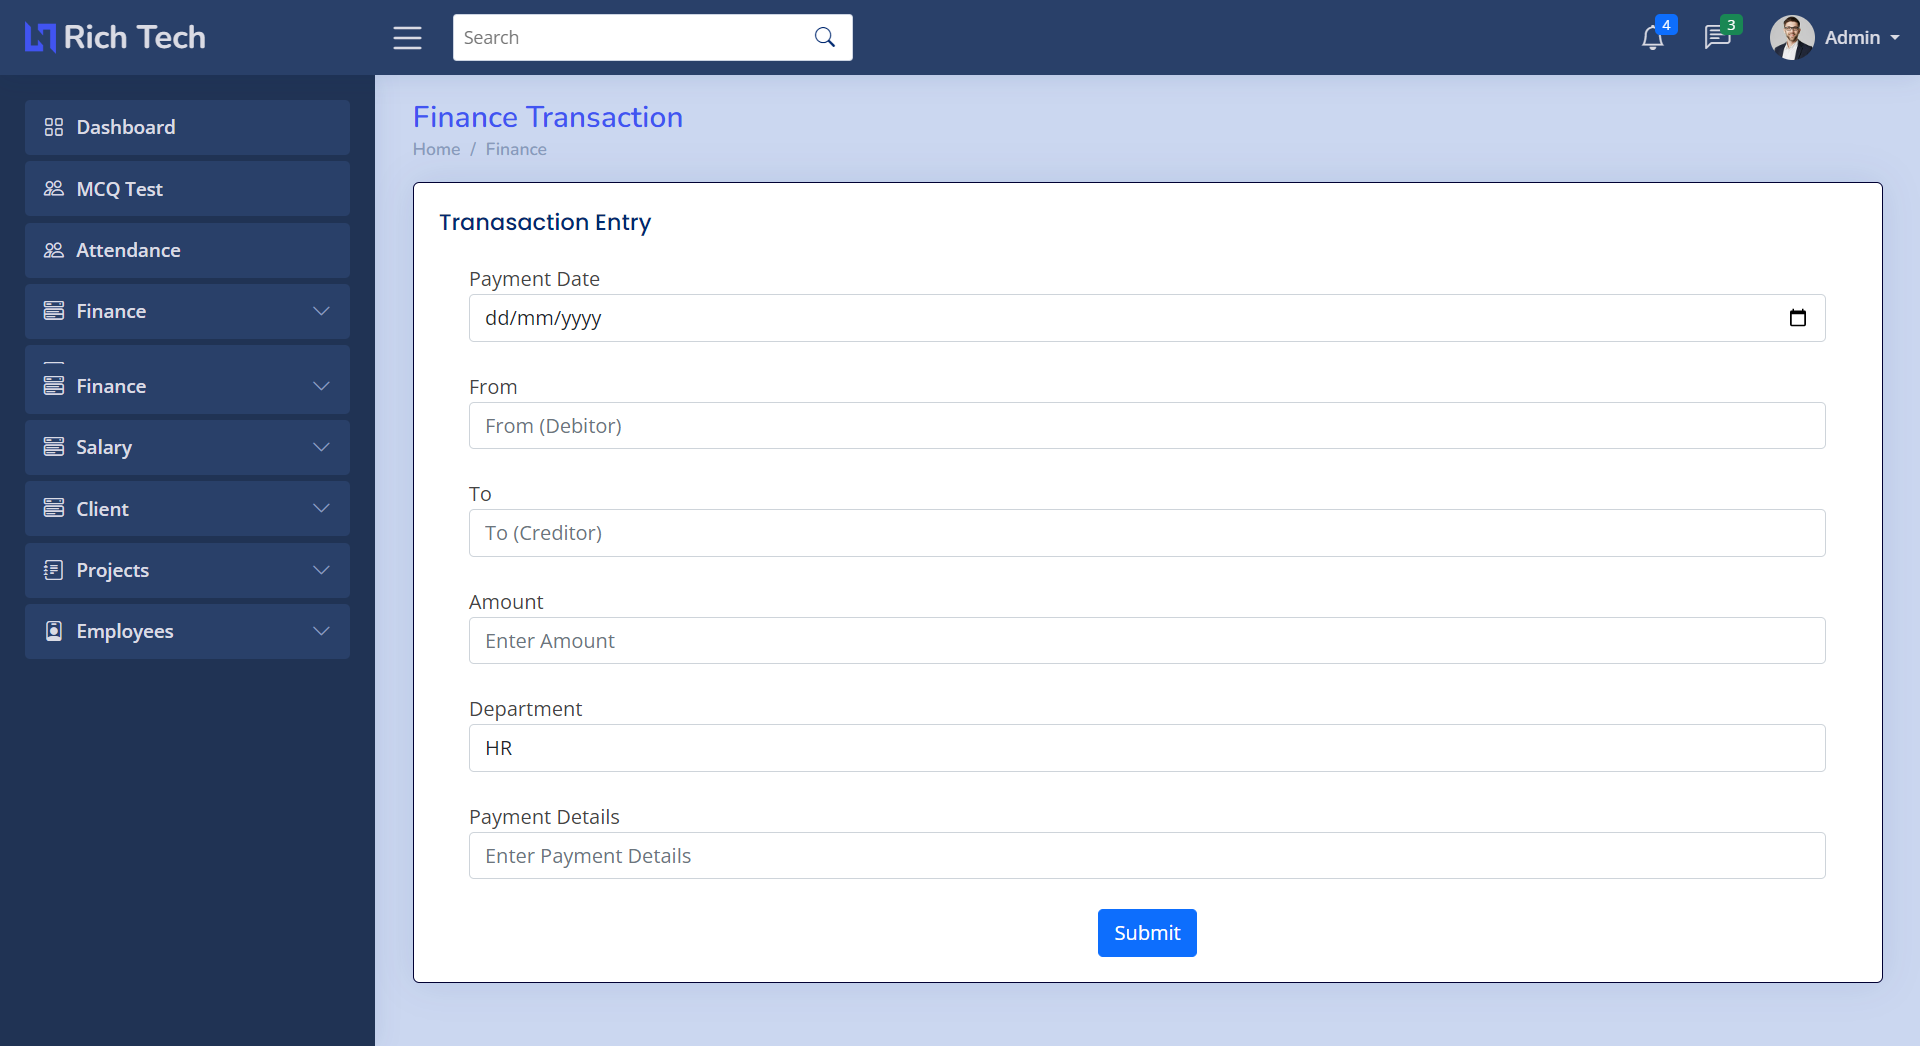 Rich Tech
Search
4
3
Admin
Dashboard
MCQ Test
Attendance
Finance
Finance
Salary
Client
Projects
Employees
Finance Transaction
Home / Finance
Tranasaction Entry
Payment Date
dd/mm/yyyy
From
From (Debitor)
To
To (Creditor)
Amount
Enter Amount
Department
HR
Payment Details
Enter Payment Details
Submit